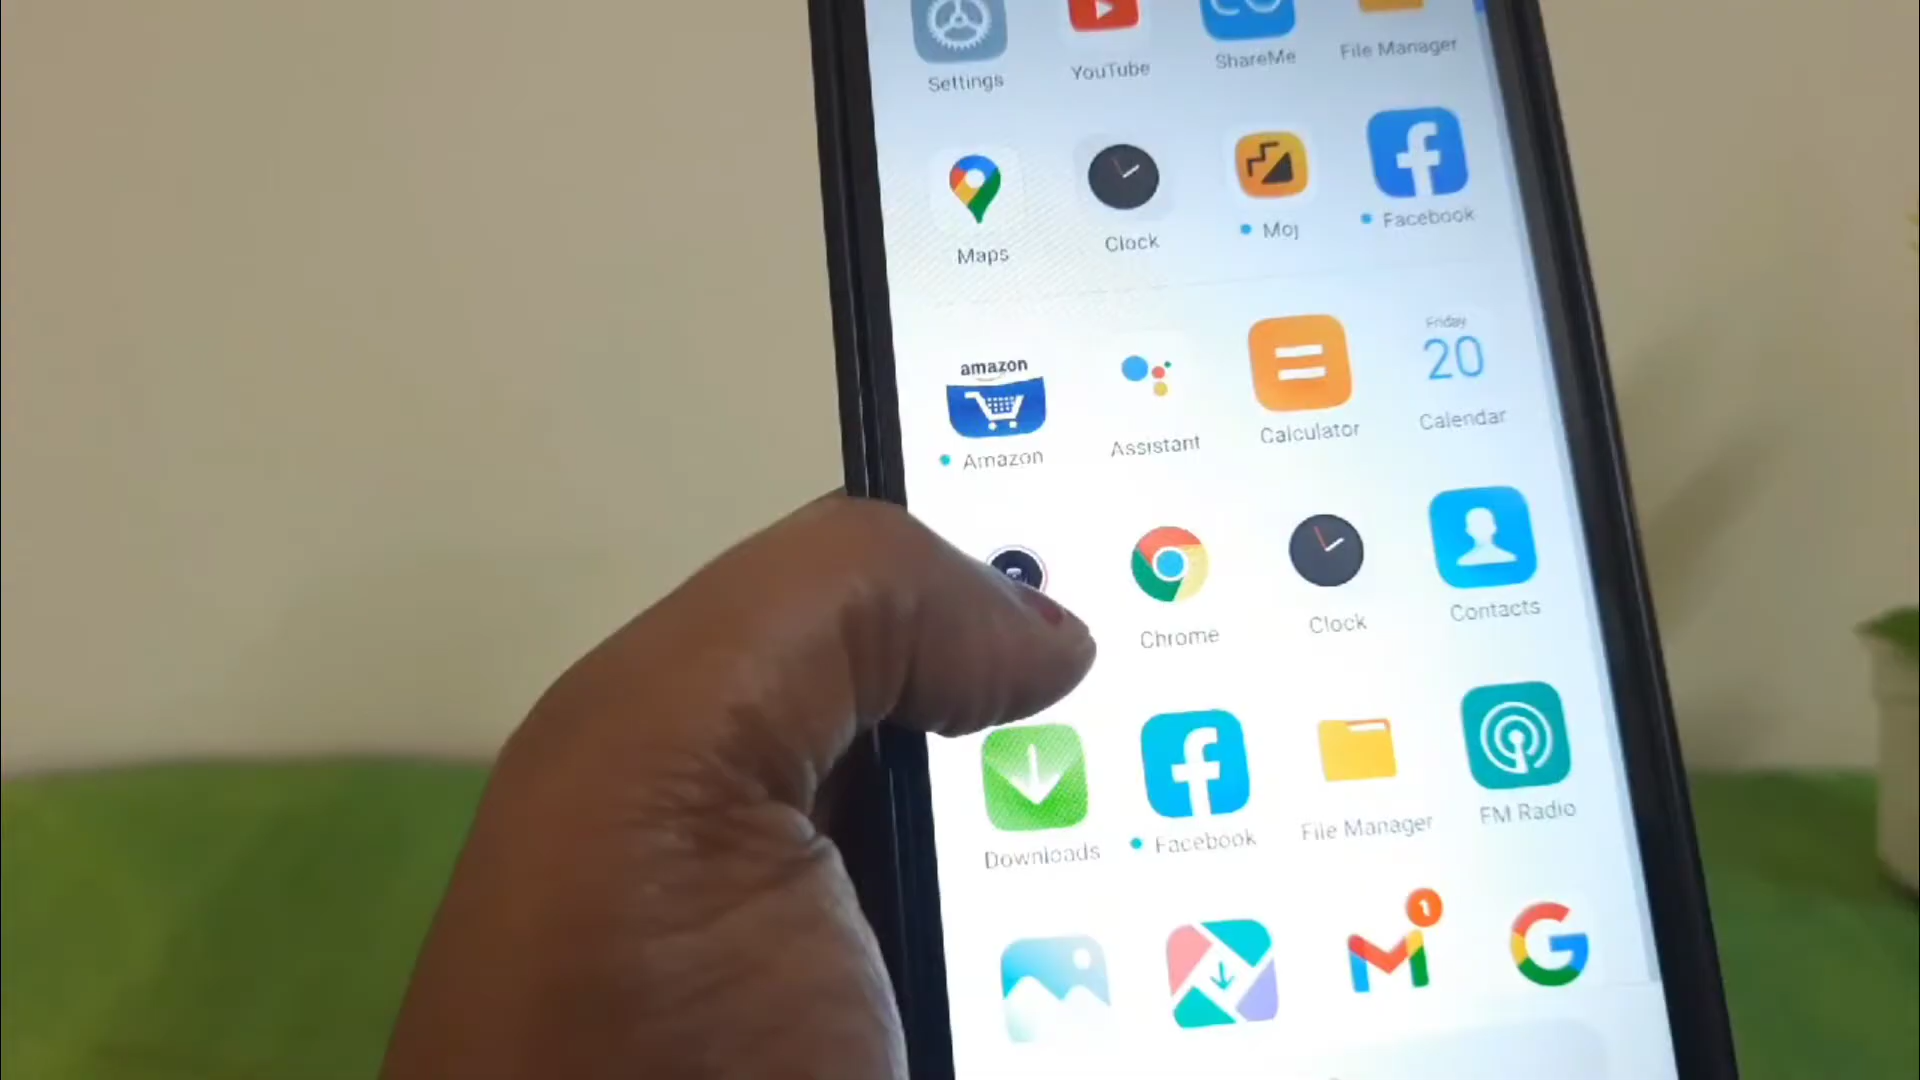 Settings YouTube ShareMe File Manager
Maps Clock Moj Facebook
amazon
Friday
20
Amazon Assistant Calculator Calendar
Chrome Clock Contacts
Downloads Facebook File Manager FM Radio
1